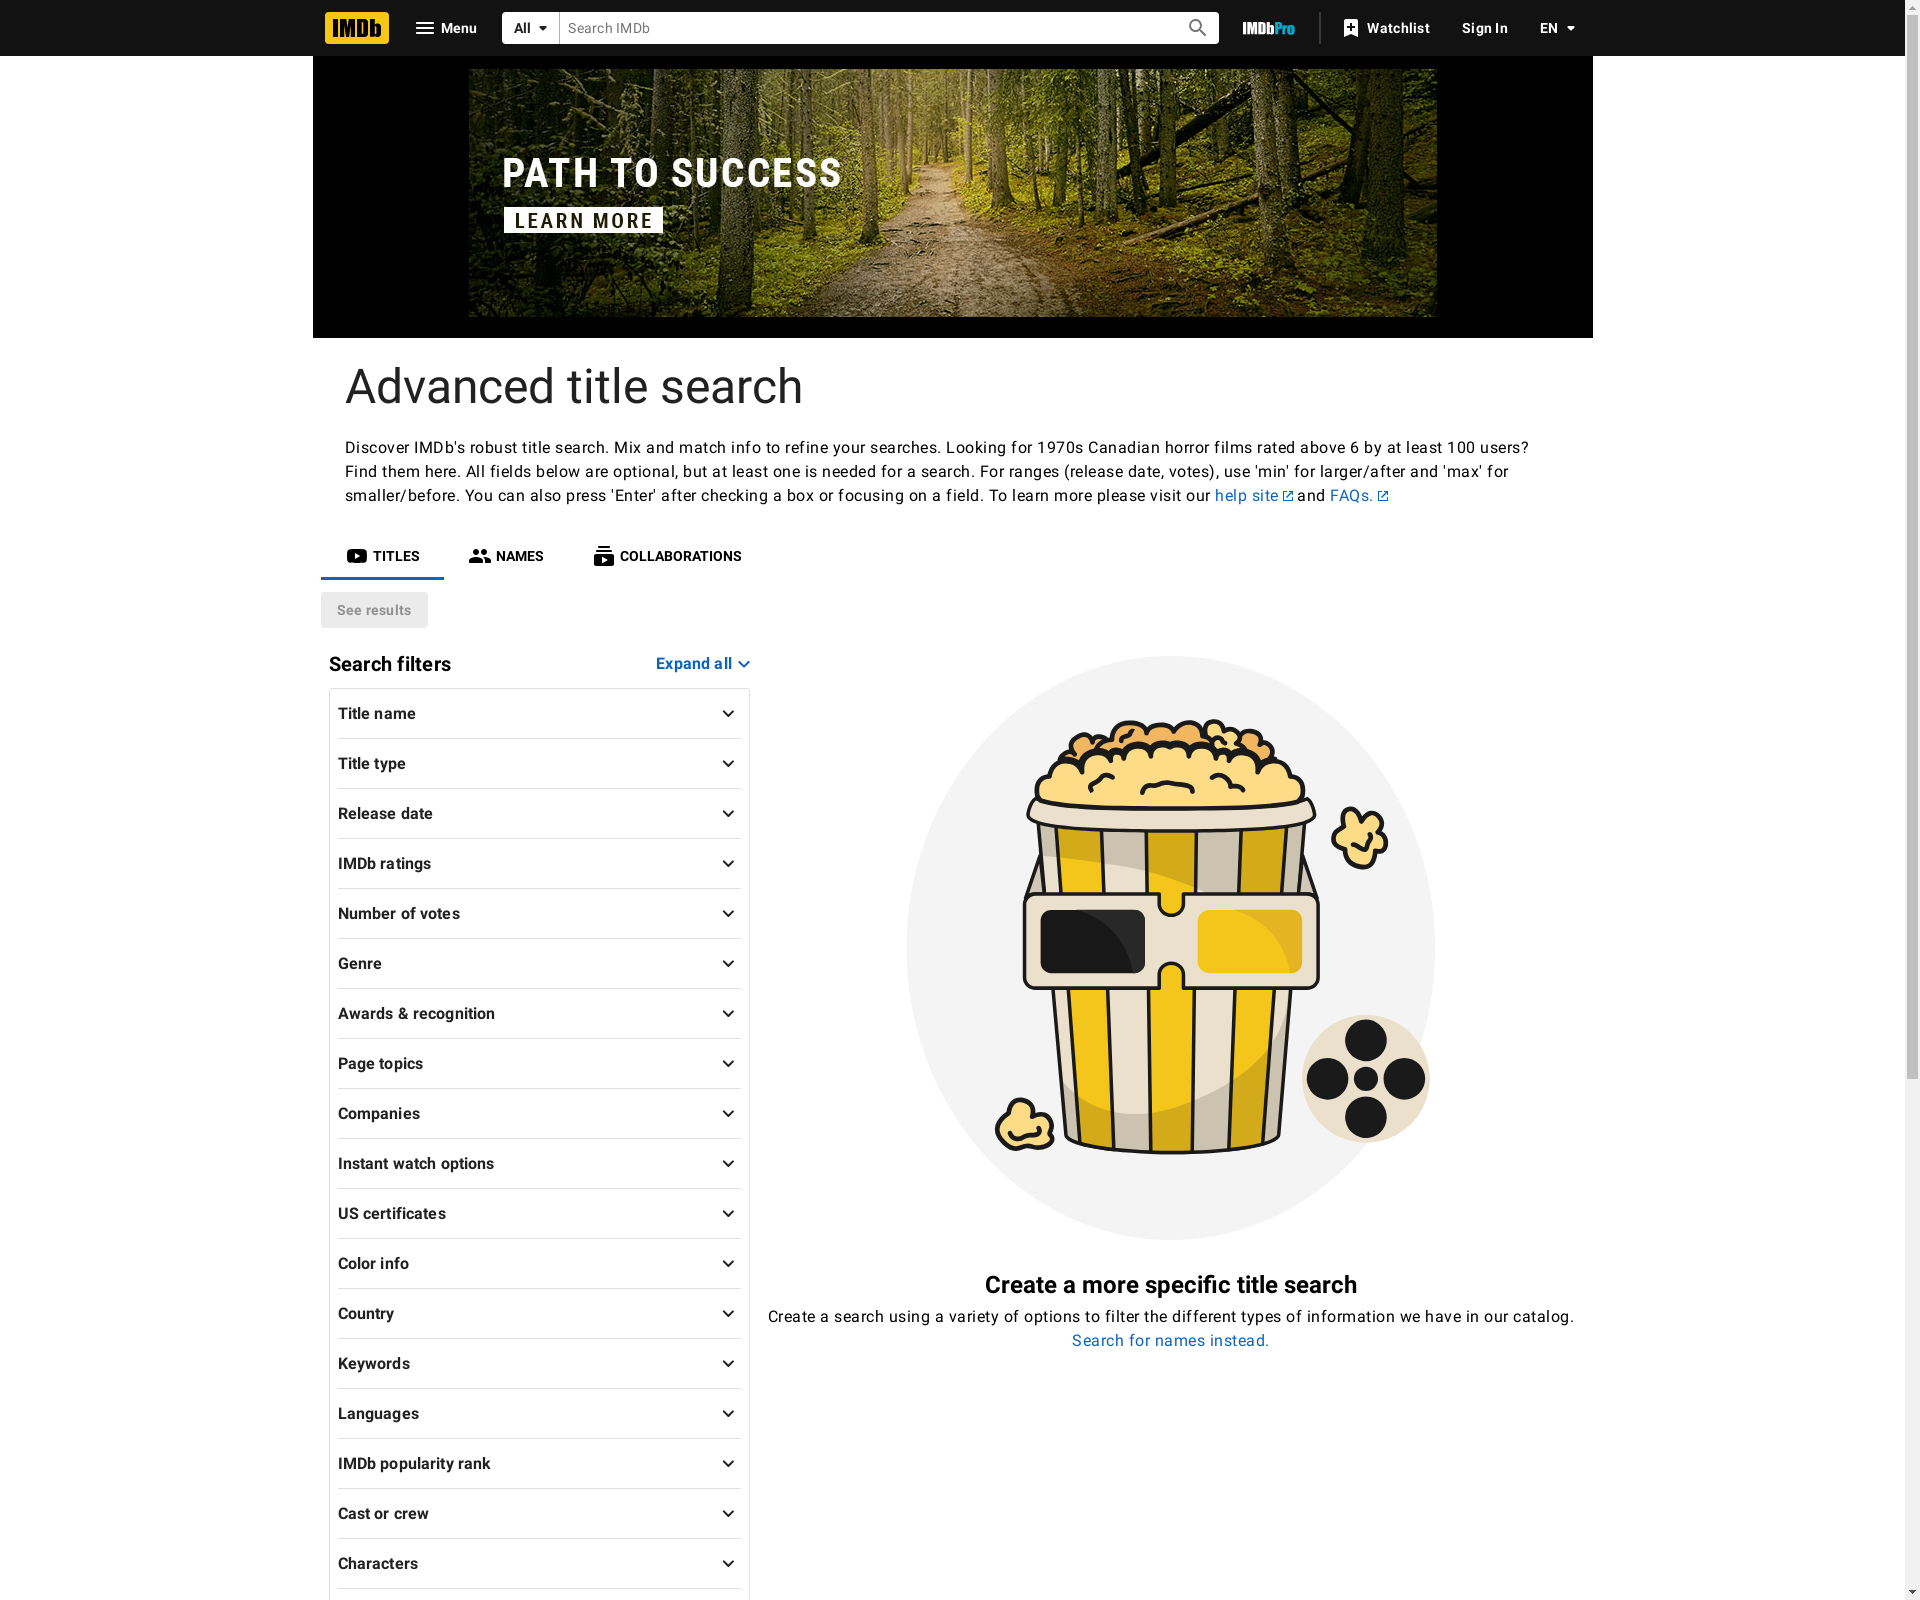 IMDb
Menu
All
Search IMDb
IMDbPro
Watchlist
Sign In
EN
PATH TO SUCCESS
LEARN MORE
Advanced title search
Discover IMDb's robust title search. Mix and match info to refine your searches. Looking for 1970s Canadian horror films rated above 6 by at least 100 users?
Find them here. All fields below are optional, but at least one is needed for a search. For ranges (release date, votes), use 'min' for larger/after and 'max' for
smaller/before. You can also press 'Enter' after checking a box or focusing on a field. To learn more please visit our help site and FAQs.
TITLES
NAMES
COLLABORATIONS
See results
Search filters
Expand all
Title name
Title type
Release date
IMDb ratings
Number of votes
Genre
Awards & recognition
Page topics
Companies
Instant watch options
US certificates
Color info
Country
Keywords
Languages
IMDb popularity rank
Cast or crew
Characters
Create a more specific title search
Create a search using a variety of options to filter the different types of information we have in our catalog.
Search for names instead.